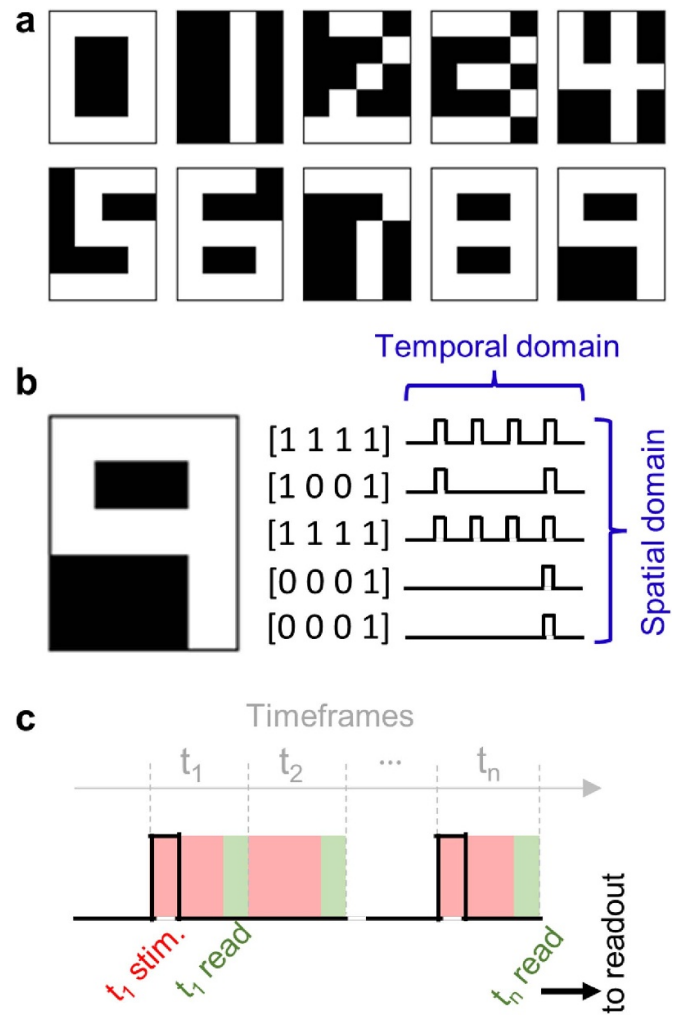 a
b
Temporal domain
[1 1 1 1]
[1 0 0 1]
[1 1 1 1]
[0 0 0 1]
[0 0 0 1]
Spatial domain
c
Timeframes
t₁ t₂ ... tₙ
t₁ stim.
t₁ read
tₙ read
to readout